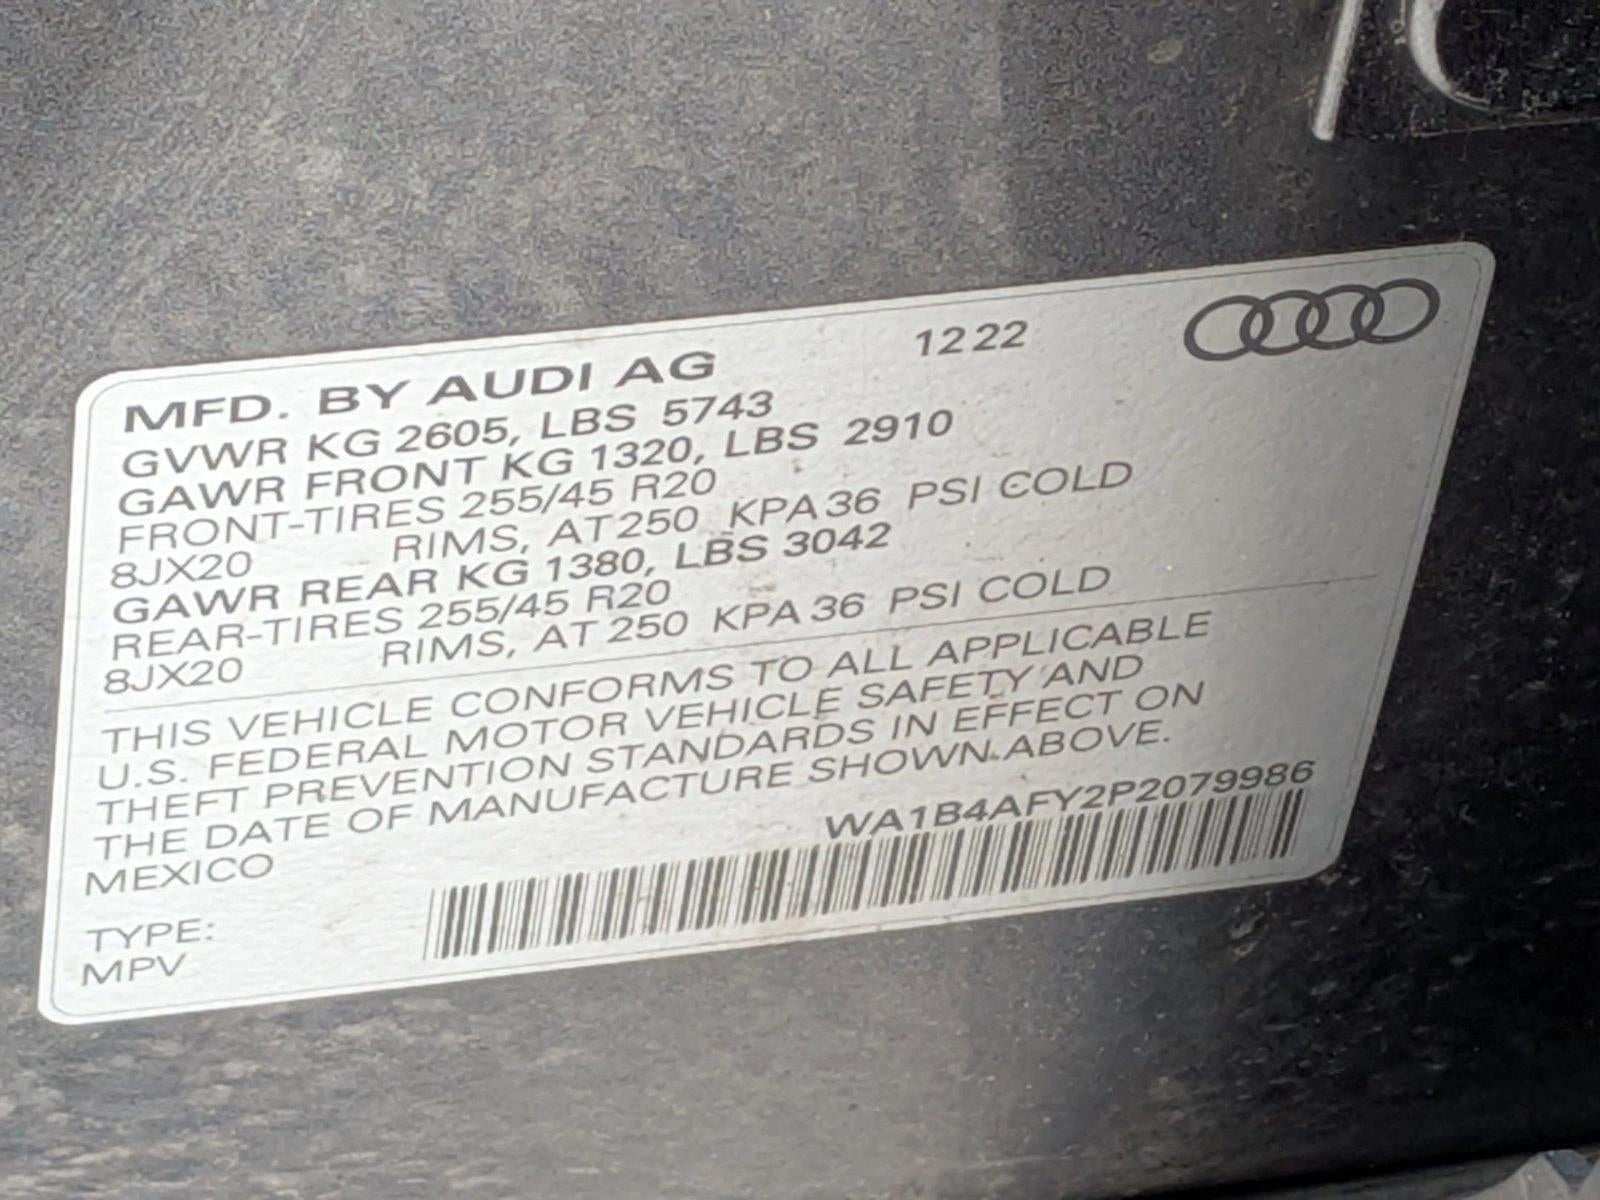 MFD. BY AUDI AG 1222
GVWR KG 2605, LBS 5743
GAWR FRONT KG 1320, LBS 2910
FRONT-TIRES 255/45 R20
8JX20 RIMS, AT 250 KPA 36 PSI COLD
GAWR REAR KG 1380, LBS 3042
REAR-TIRES 255/45 R20
8JX20 RIMS, AT 250 KPA 36 PSI COLD
THIS VEHICLE CONFORMS TO ALL APPLICABLE
U.S. FEDERAL MOTOR VEHICLE SAFETY AND
THEFT PREVENTION STANDARDS IN EFFECT ON
THE DATE OF MANUFACTURE SHOWN ABOVE.
MEXICO WA1B4AFY2P2079986
TYPE:
MPV